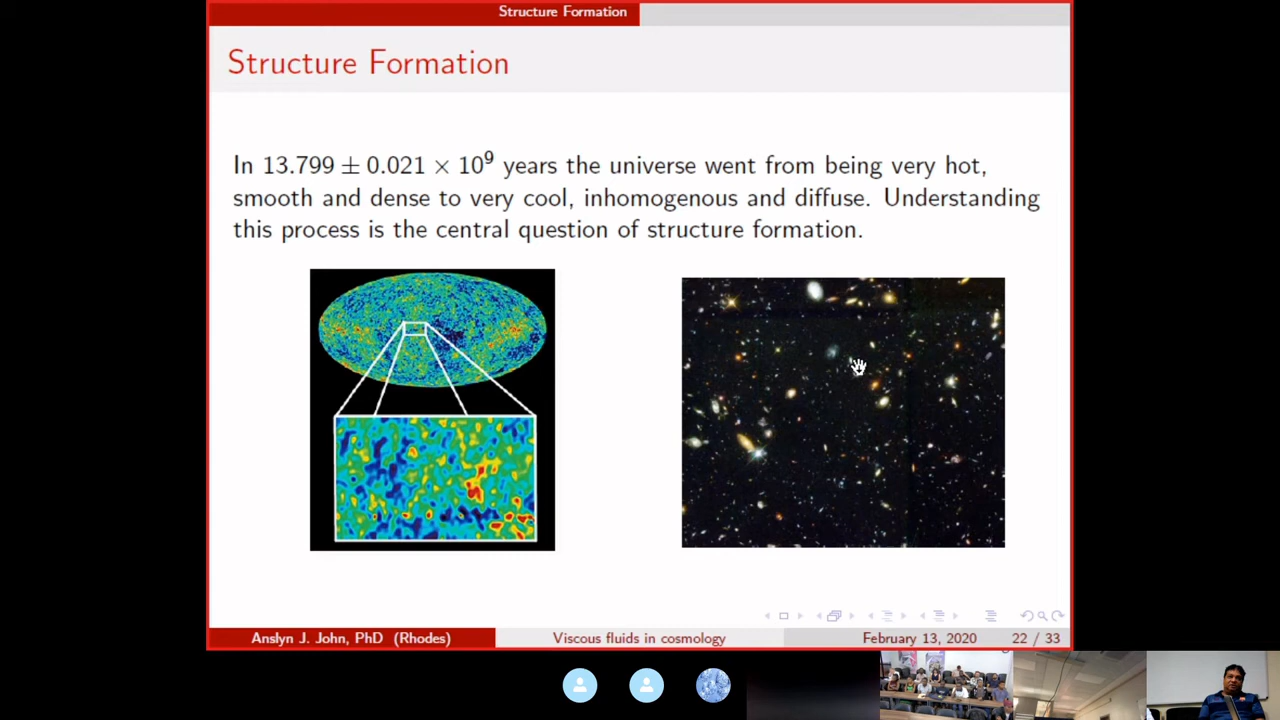 Structure Formation
Structure Formation
In 13.799 ± 0.021 × 10⁹ years the universe went from being very hot,
smooth and dense to very cool, inhomogenous and diffuse. Understanding
this process is the central question of structure formation.
Anslyn J. John, PhD (Rhodes) Viscous fluids in cosmology February 13, 2020 22 / 33